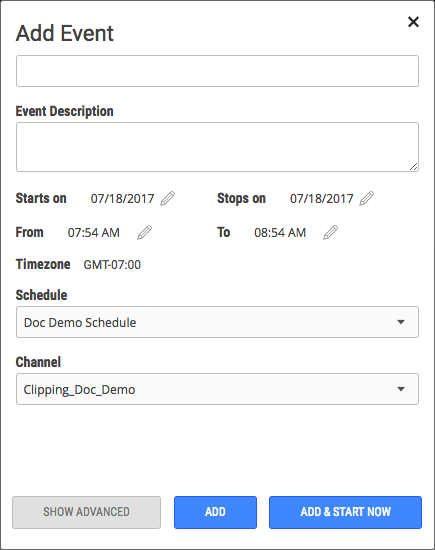 Add Event
Event Description
Starts on 07/18/2017 Stops on 07/18/2017
From 07:54 AM To 08:54 AM
Timezone GMT-07:00
Schedule
Doc Demo Schedule
Channel
Clipping_Doc_Demo
SHOW ADVANCED ADD ADD & START NOW